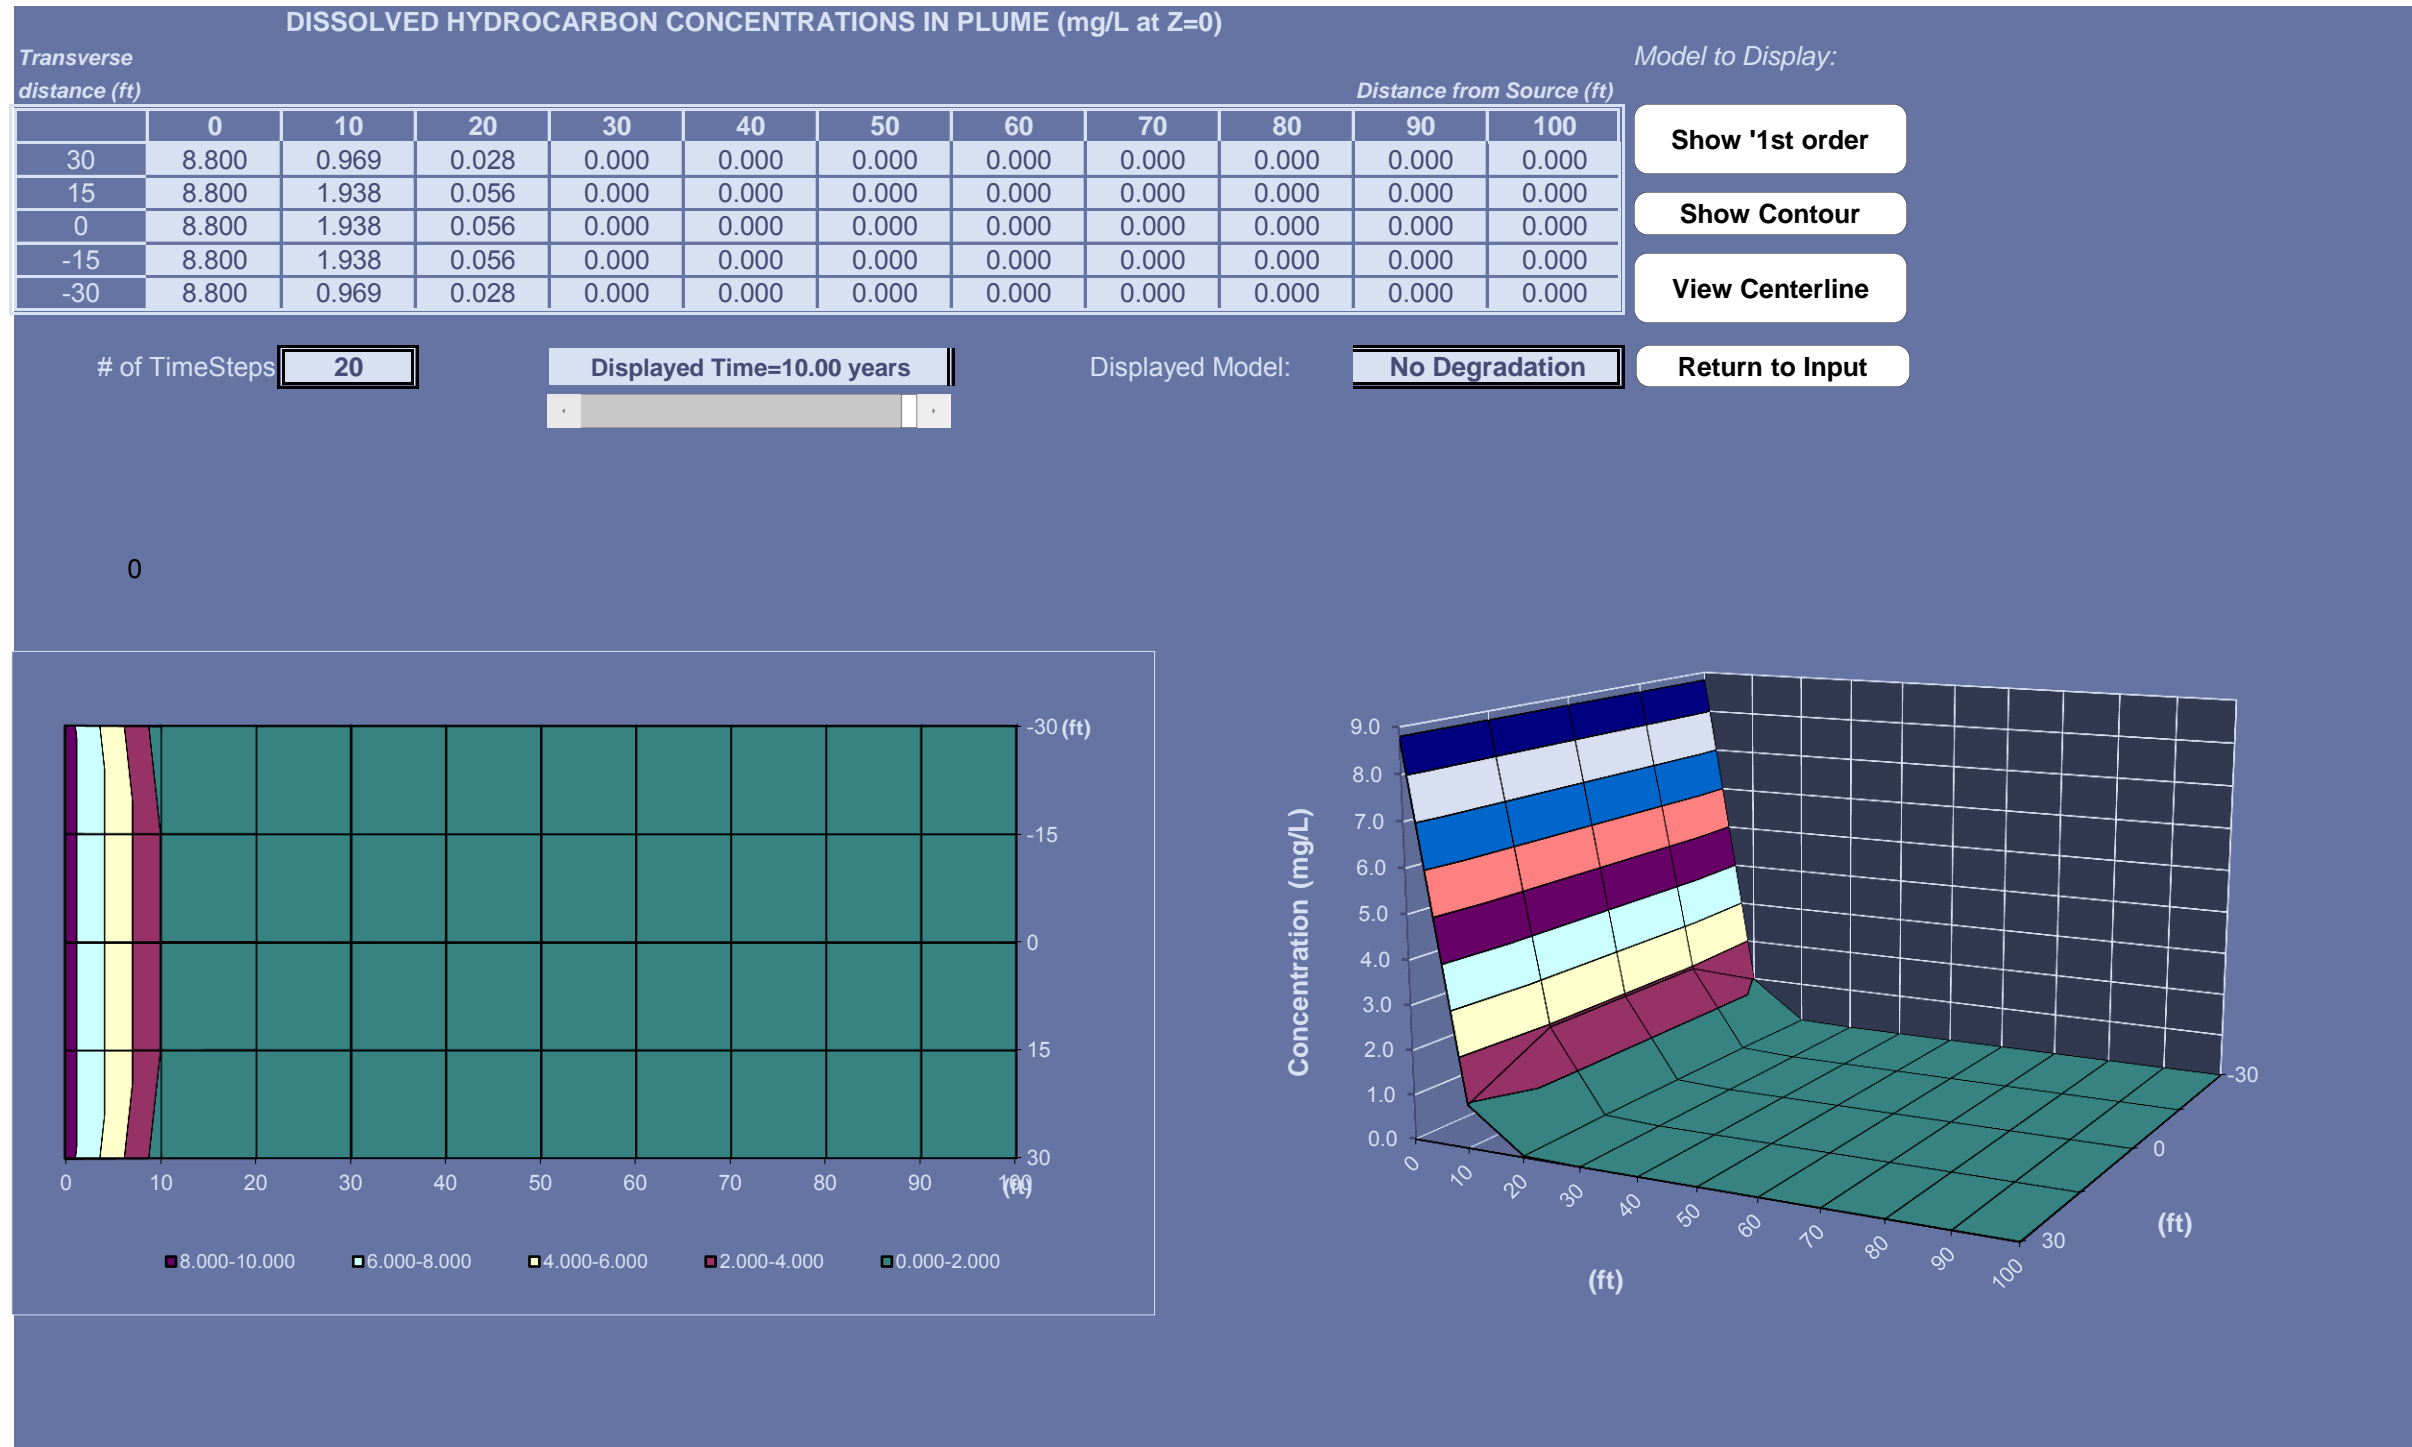 DISSOLVED HYDROCARBON CONCENTRATIONS IN PLUME (mg/L at Z=0)
Transverse
distance (ft)
Distance from Source (ft)
Model to Display:
0 10 20 30 40 50 60 70 80 90 100
30 8.800 0.969 0.028 0.000 0.000 0.000 0.000 0.000 0.000 0.000 0.000
15 8.800 1.938 0.056 0.000 0.000 0.000 0.000 0.000 0.000 0.000 0.000
0 8.800 1.938 0.056 0.000 0.000 0.000 0.000 0.000 0.000 0.000 0.000
-15 8.800 1.938 0.056 0.000 0.000 0.000 0.000 0.000 0.000 0.000 0.000
-30 8.800 0.969 0.028 0.000 0.000 0.000 0.000 0.000 0.000 0.000 0.000
Show '1st order
Show Contour
View Centerline
# of TimeSteps 20
Displayed Time=10.00 years
Displayed Model: No Degradation
Return to Input
0
-30 (ft)
-15
0
15
30
0 10 20 30 40 50 60 70 80 90 100
(ft)
8.000-10.000 6.000-8.000 4.000-6.000 2.000-4.000 0.000-2.000
Concentration (mg/L)
9.0
8.0
7.0
6.0
5.0
4.0
3.0
2.0
1.0
0.0
0 10 20 30 40 50 60 70 80 90 100
(ft)
-30
0
30
(ft)